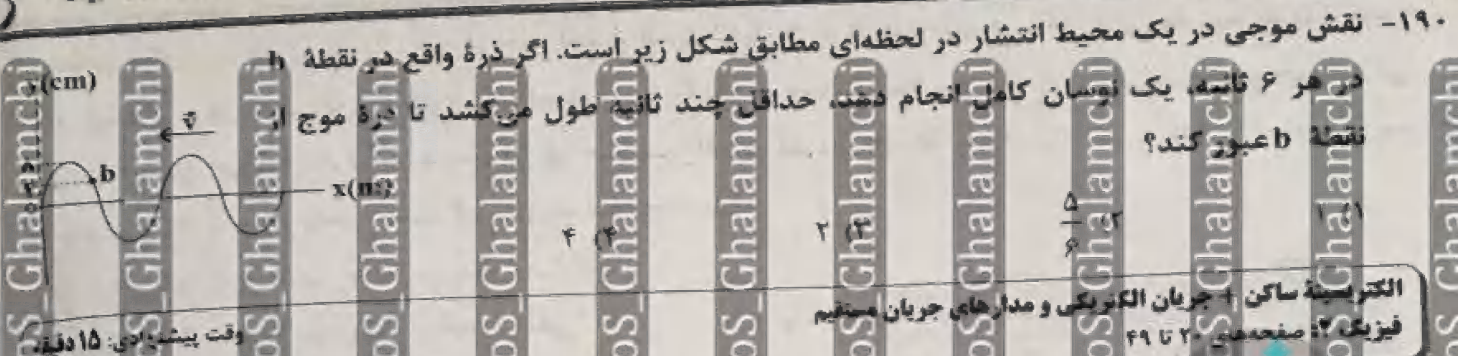 ۱۹۰- نقش موجی در یک محیط انتشار در لحظه‌ای مطابق شکل زیر است. اگر ذرهٔ واقع در نقطهٔ b
در هر ۶ ثانیه، یک نوسان کامل انجام دهد، حداقل چند ثانیه طول می‌کشد تا درهٔ موج از
نقطهٔ b عبور کند؟
y(cm)
v
b
x(m)
۱) ۱
۲) ۵/۶
۳) ۲
۴) ۴
الکتریسیتهٔ ساکن + جریان الکتریکی و مدارهای جریان مستقیم
فیزیک ۲: صفحه‌های ۲۰ تا ۴۹
وقت پیشنهادی: ۱۵ دقیقه
oS_Ghalamchi